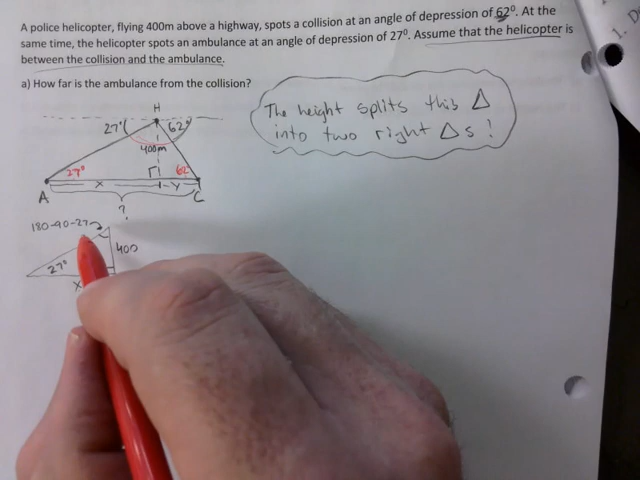 A police helicopter, flying 400m above a highway, spots a collision at an angle of depression of 62⁰. At the
same time, the helicopter spots an ambulance at an angle of depression of 27⁰. Assume that the helicopter is
between the collision and the ambulance.
a) How far is the ambulance from the collision?
The height splits this Δ
into two right Δs!
H
27° 62°
400m
27° 62
x y
A C
?
180-90-27
400
27°
x
1. D